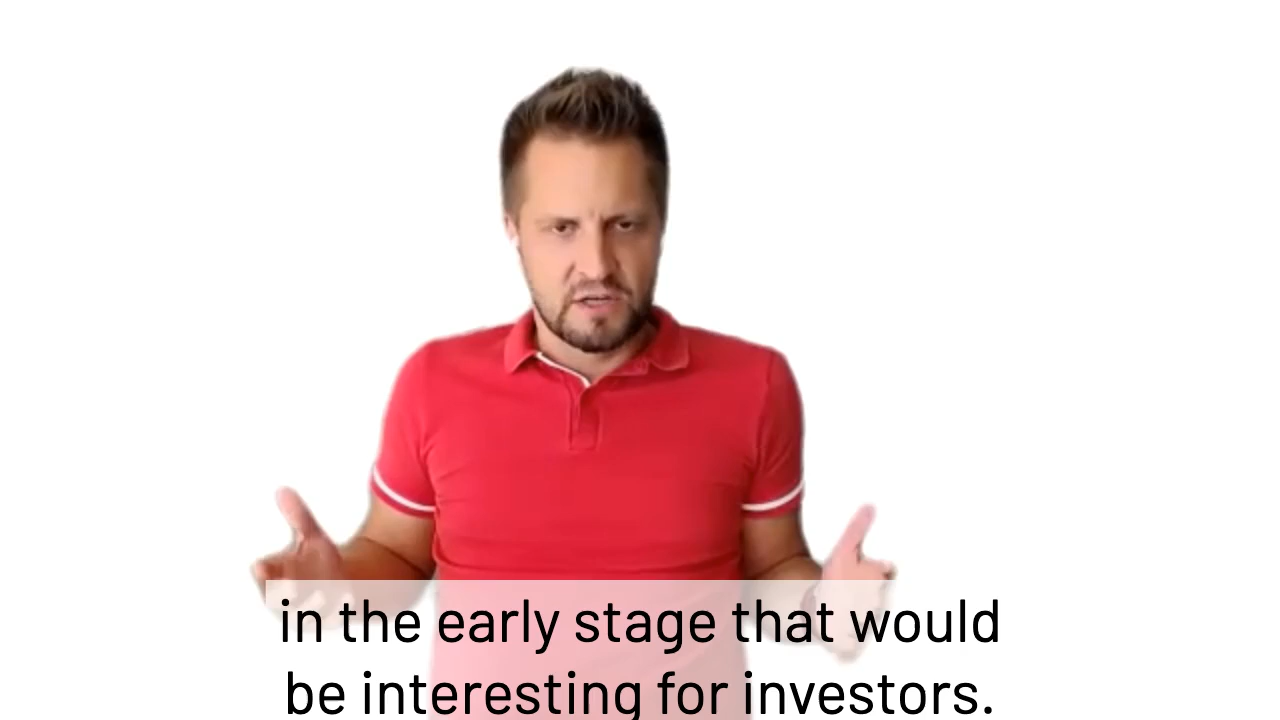 in the early stage that would
be interesting for investors.